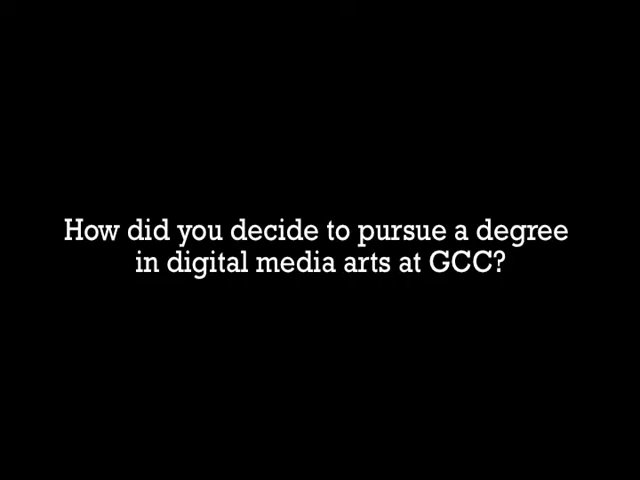 How did you decide to pursue a degree
in digital media arts at GCC?